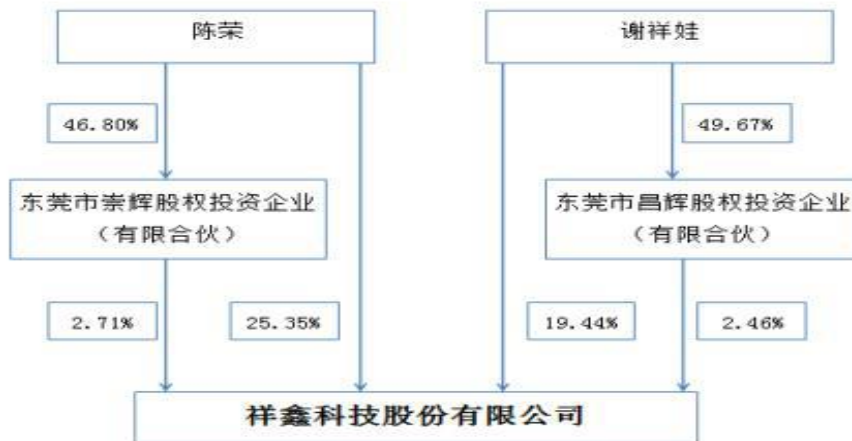 陈荣
谢祥娃
46.80%
49.67%
东莞市崇辉股权投资企业
（有限合伙）
东莞市昌辉股权投资企业
（有限合伙）
2.71%
25.35%
19.44%
2.46%
祥鑫科技股份有限公司